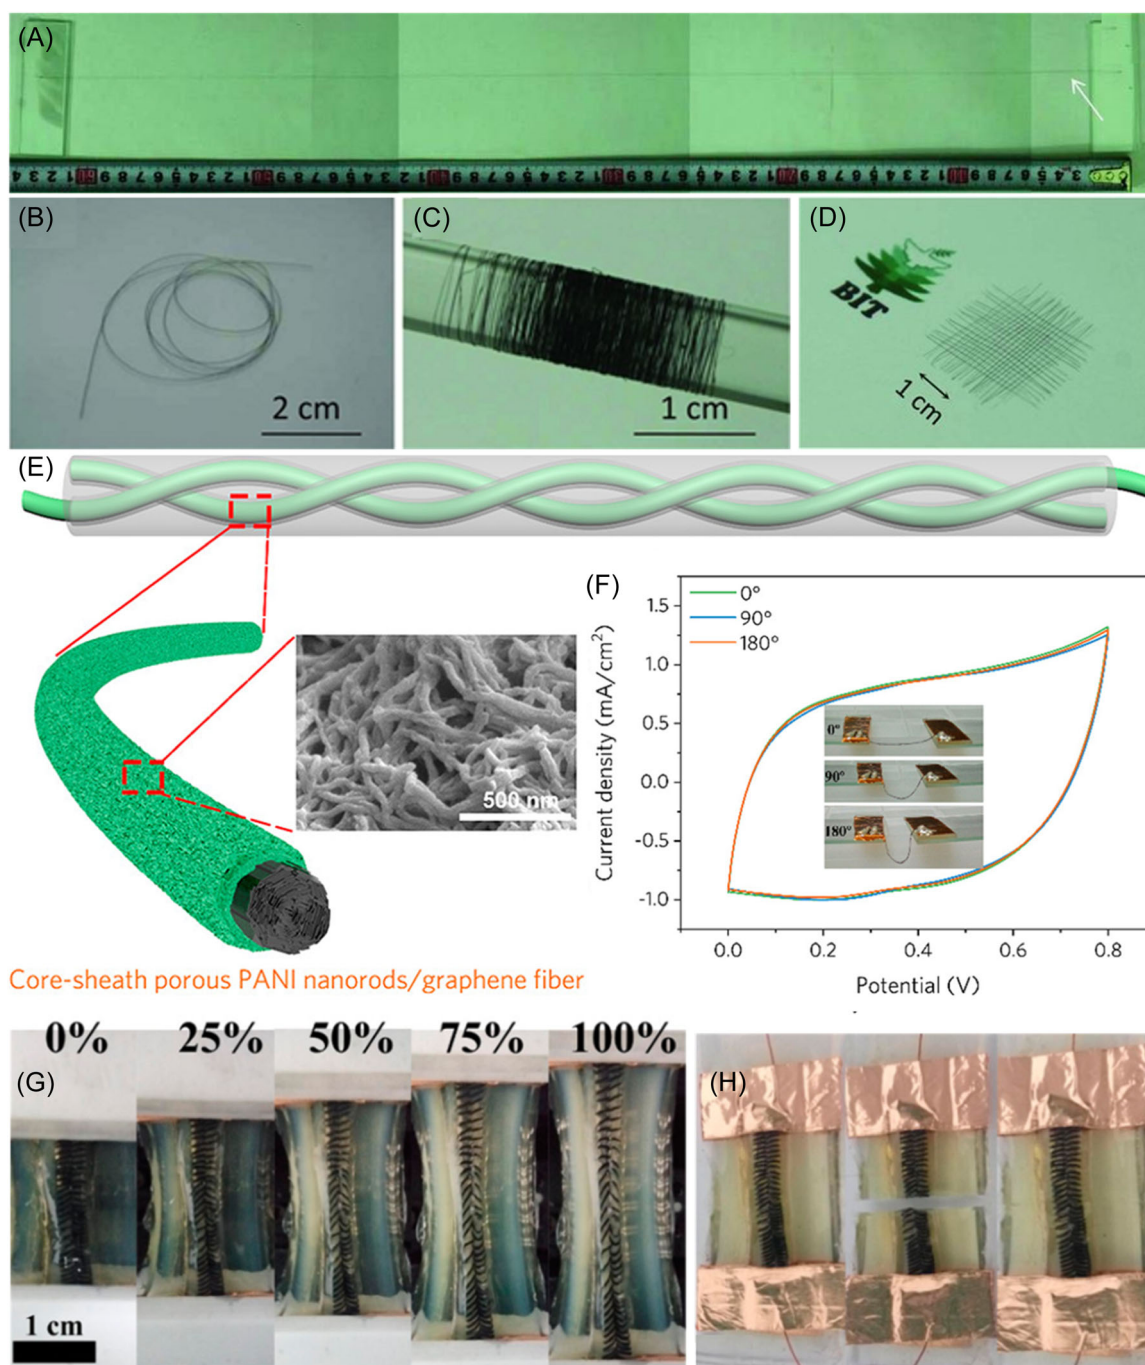 (A)
(B)
2 cm
(C)
1 cm
(D)
BIT
1 cm
(E)
500 nm
Core-sheath porous PANI nanorods/graphene fiber
(F)
0°
90°
180°
Current density (mA/cm²)
1.5
1.0
0.5
0.0
-0.5
-1.0
0°
90°
180°
0.0 0.2 0.4 0.6 0.8
Potential (V)
0% 25% 50% 75% 100%
(G)
1 cm
(H)